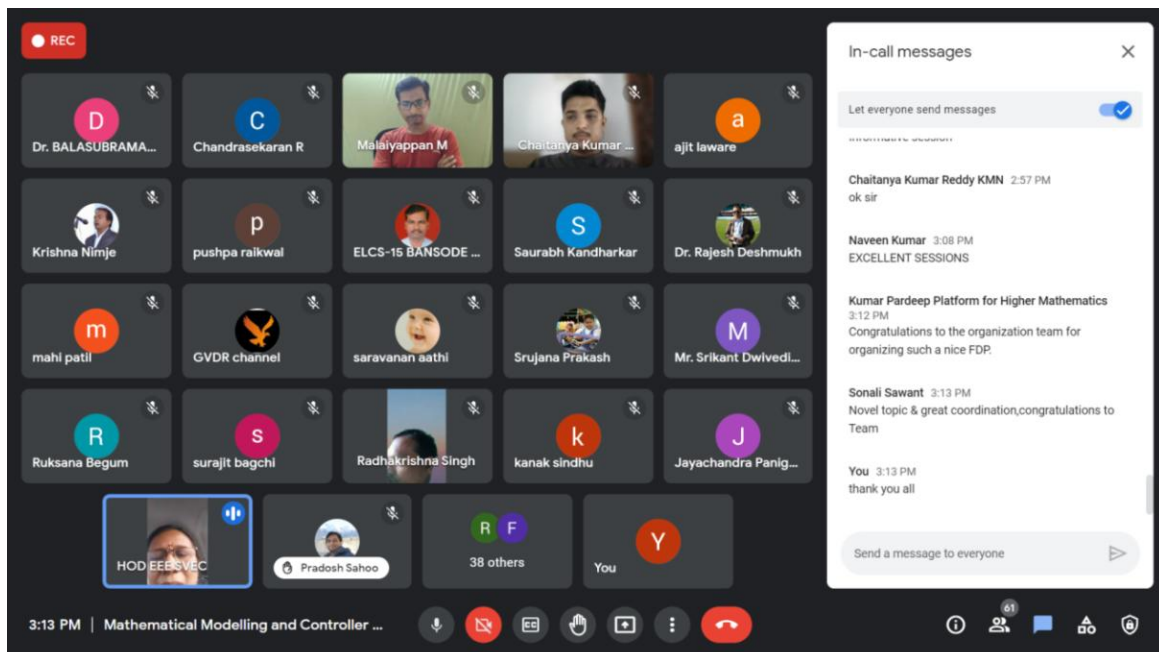 REC
D
Dr. BALASUBRAMA...
C
Chandrasekaran R
Malaiyappan M
Chaitanya Kumar ...
a
ajit laware
Krishna Nimje
p
pushpa raikwal
ELCS-15 BANSODE ...
S
Saurabh Kandharkar
Dr. Rajesh Deshmukh
m
mahi patil
GVDR channel
saravanan aathi
Srujana Prakash
M
Mr. Srikant Dwivedi...
R
Ruksana Begum
s
surajit bagchi
Radhakrishna Singh
k
kanak sindhu
J
Jayachandra Panig...
HOD EEE SVEC
Pradosh Sahoo
R F
38 others
Y
You
In-call messages
Let everyone send messages
informative session
Chaitanya Kumar Reddy KMN 2:57 PM
ok sir
Naveen Kumar 3:08 PM
EXCELLENT SESSIONS
Kumar Pardeep Platform for Higher Mathematics
3:12 PM
Congratulations to the organization team for
organizing such a nice FDP.
Sonali Sawant 3:13 PM
Novel topic & great coordination,congratulations to
Team
You 3:13 PM
thank you all
Send a message to everyone
3:13 PM | Mathematical Modelling and Controller ...
CC
61